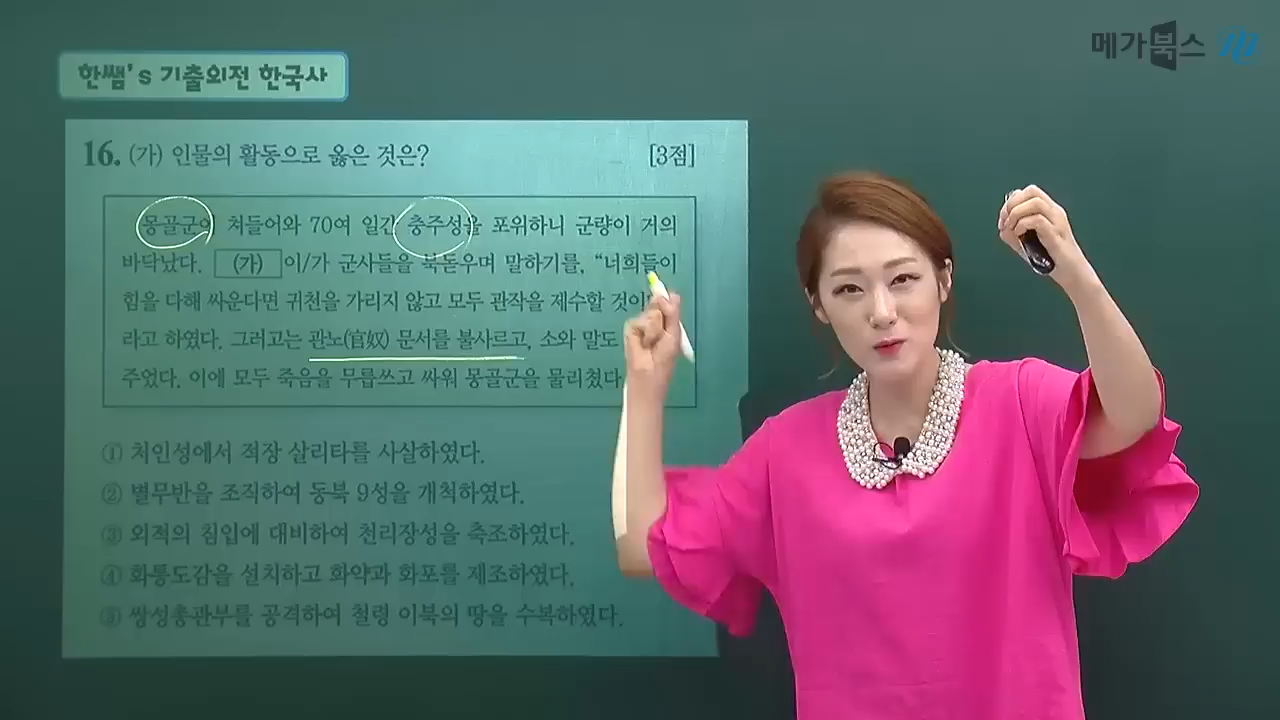 메가북스 M
한쌤's 기출외전 한국사
16. (가) 인물의 활동으로 옳은 것은? [3점]
몽골군이 쳐들어와 70여 일간 충주성을 포위하니 군량이 거의
바닥났다. (가) 이/가 군사들을 북돋우며 말하기를, “너희들이
힘을 다해 싸운다면 귀천을 가리지 않고 모두 관작을 제수할 것이
라고 하였다. 그러고는 관노(官奴) 문서를 불사르고, 소와 말도
주었다. 이에 모두 죽음을 무릅쓰고 싸워 몽골군을 물리쳤다.
① 처인성에서 적장 살리타를 사살하였다.
② 별무반을 조직하여 동북 9성을 개척하였다.
③ 외적의 침입에 대비하여 천리장성을 축조하였다.
④ 화통도감을 설치하고 화약과 화포를 제조하였다.
⑤ 쌍성총관부를 공격하여 철령 이북의 땅을 수복하였다.